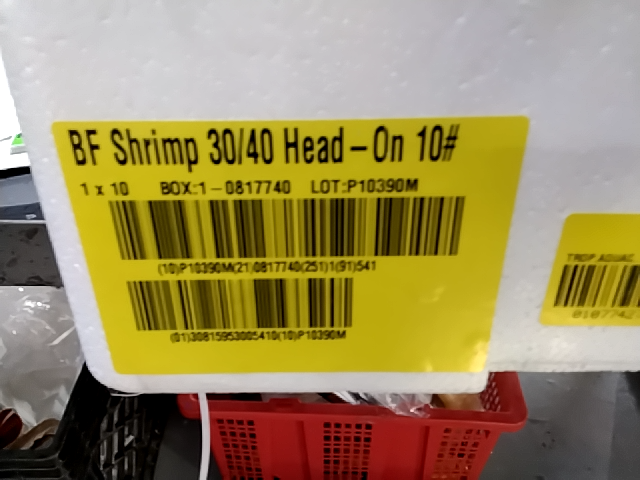 BF Shrimp 30/40 Head-On 10#
1 x 10 BOX:1-0817740 LOT:P10390M
(10)P10390M(21)0817740(251)1(91)541
(01)30815953005410(10)P10390M
TROP.AQUAC.